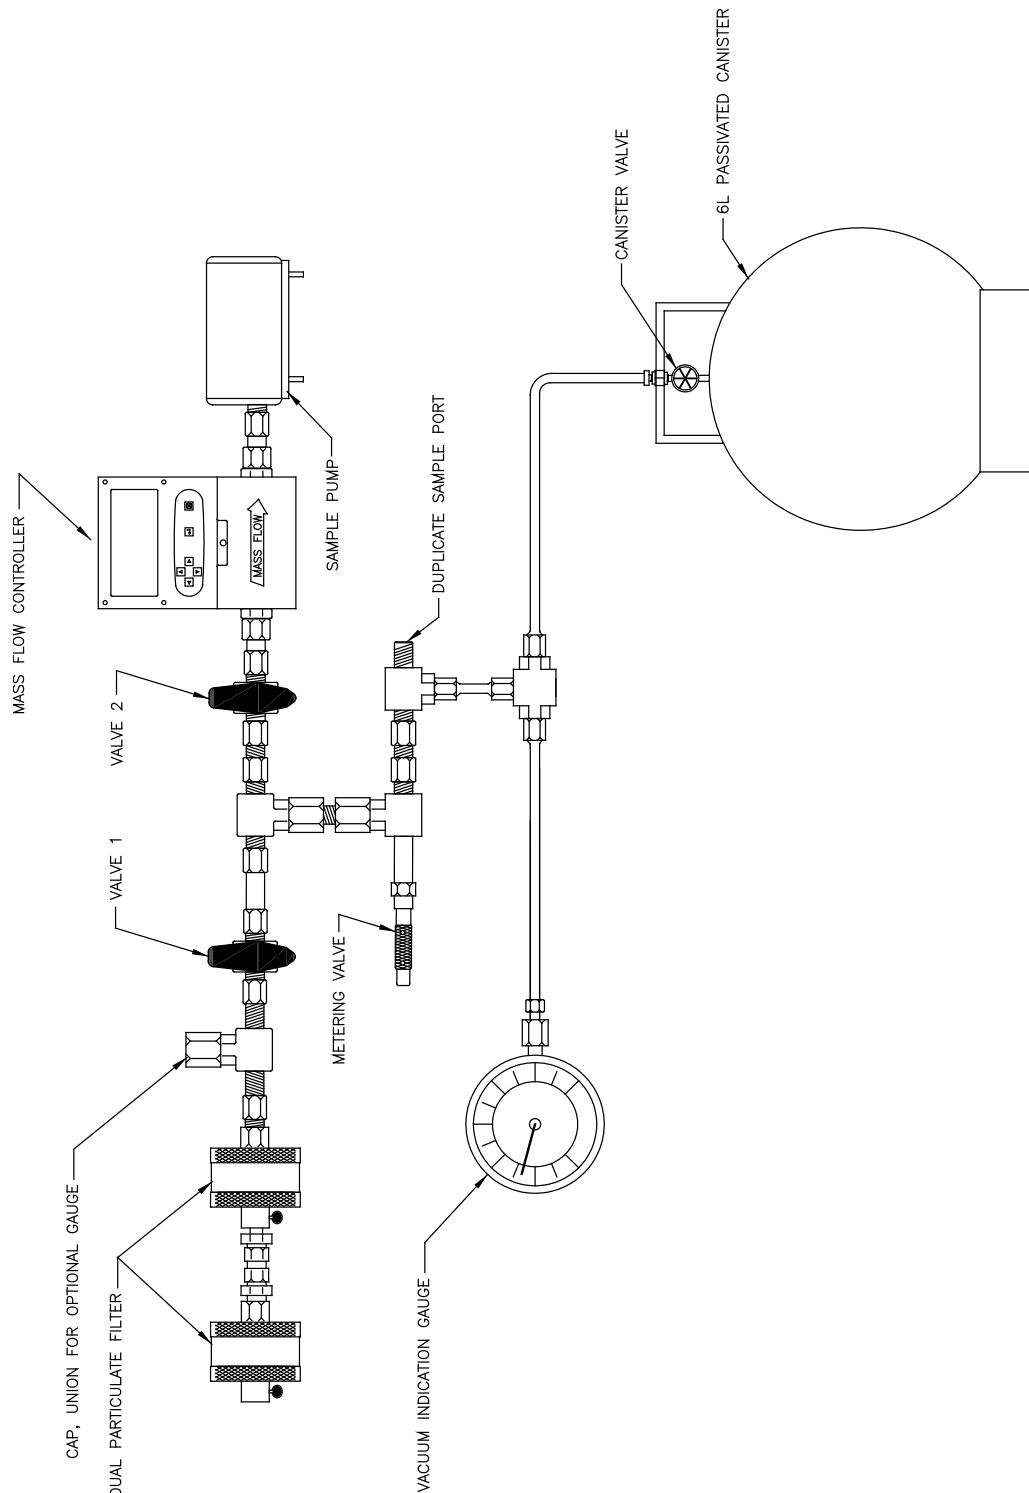 6L PASSIVATED CANISTER
CANISTER VALVE
DUPLICATE SAMPLE PORT
SAMPLE PUMP
MASS FLOW CONTROLLER
MASS FLOW
VALVE 2
VALVE 1
METERING VALVE
CAP, UNION FOR OPTIONAL GAUGE
DUAL PARTICULATE FILTER
VACUUM INDICATION GAUGE